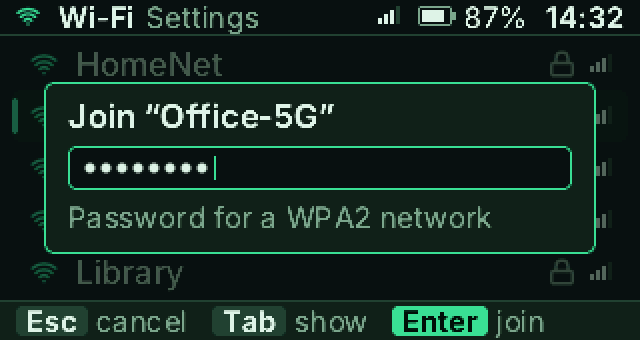 Wi-Fi Settings 87% 14:32
HomeNet
Join “Office-5G”
••••••••
Password for a WPA2 network
Library
Esc cancel Tab show Enter join